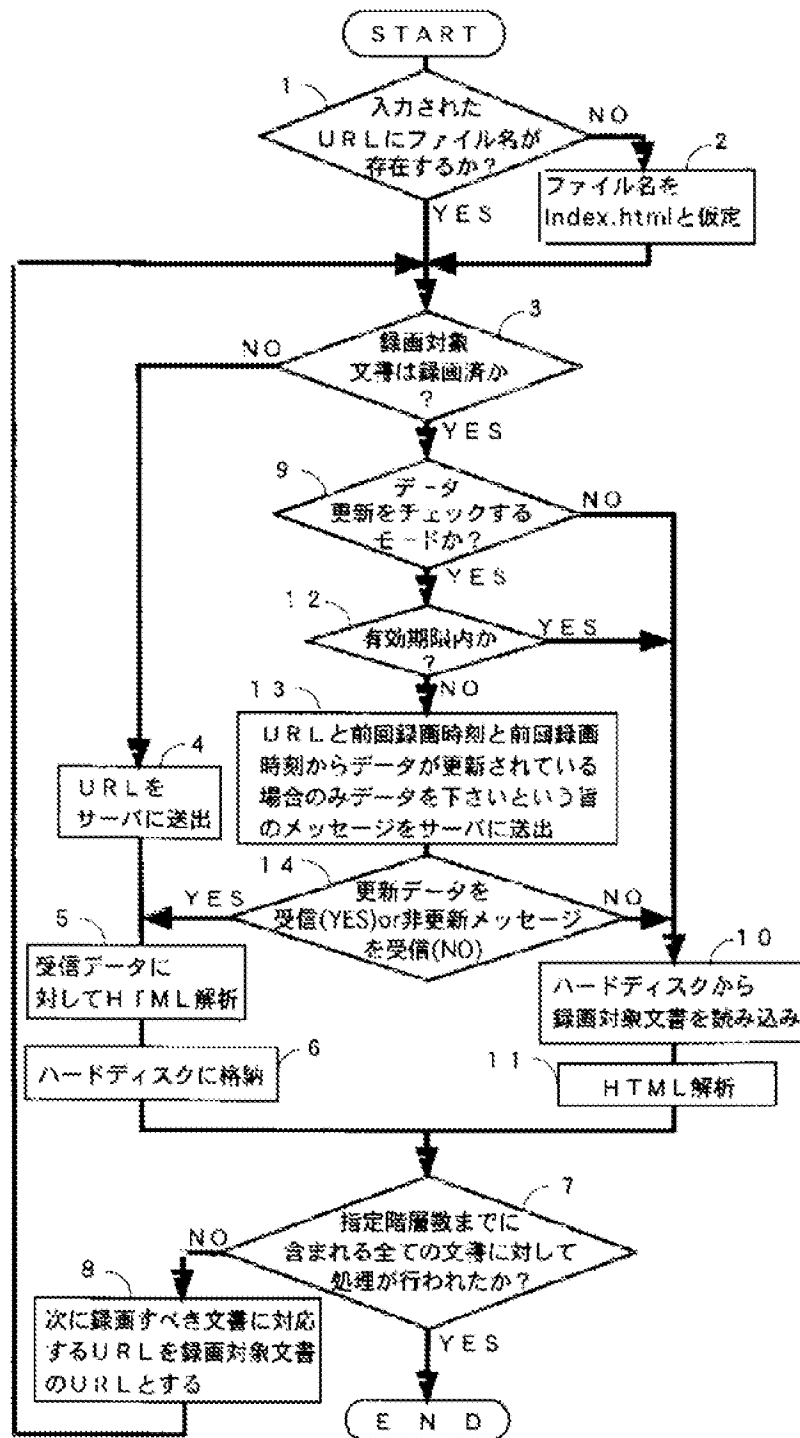 START
1
入力された
URLにファイル名が
存在するか？
NO
2
ファイル名を
Index.htmlと仮定
YES
3
録画対象
文書は録画済か
？
NO
YES
9
データ
更新をチェックする
モードか？
NO
YES
12
有効期限内か
？
YES
NO
13
URLと前回録画時刻と前回録画
時刻からデータが更新されている
場合のみデータを下さいという旨
のメッセージをサーバに送出
4
URLを
サーバに送出
14
更新データを
受信(YES)or非更新メッセージ
を受信(NO)
YES
NO
5
受信データに
対してHTML解析
10
ハードディスクから
録画対象文書を読み込み
6
ハードディスクに格納
11
HTML解析
7
指定階層数までに
含まれる全ての文書に対して
処理が行われたか？
NO
8
次に録画すべき文書に対応
するURLを録画対象文書
のURLとする
YES
END